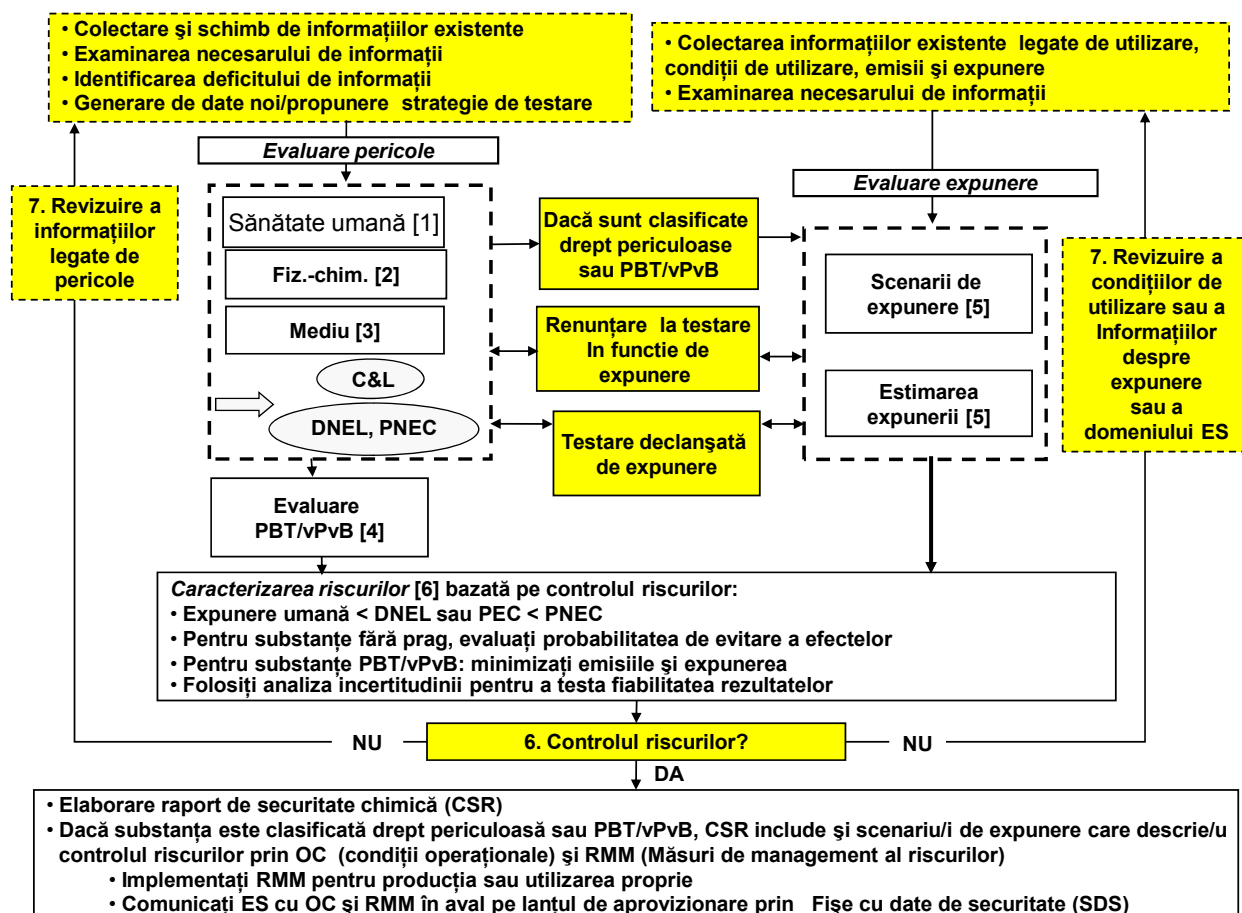 • Colectare şi schimb de informaţiilor existente
• Examinarea necesarului de informaţii
• Identificarea deficitului de informaţii
• Generare de date noi/propunere strategie de testare
• Colectarea informaţiilor existente legate de utilizare,
condiţii de utilizare, emisii şi expunere
• Examinarea necesarului de informaţii
Evaluare pericole
Evaluare expunere
7. Revizuire a
informaţiilor
legate de
pericole
Sănătate umană [1]
Fiz.-chim. [2]
Mediu [3]
C&L
DNEL, PNEC
Dacă sunt clasificate
drept periculoase
sau PBT/vPvB
Renunţare la testare
In functie de
expunere
Testare declanşată
de expunere
Scenarii de
expunere [5]
Estimarea
expunerii [5]
7. Revizuire a
condiţiilor de
utilizare sau a
Informaţiilor
despre
expunere
sau a
domeniului ES
Evaluare
PBT/vPvB [4]
Caracterizarea riscurilor [6] bazată pe controlul riscurilor:
• Expunere umană < DNEL sau PEC < PNEC
• Pentru substanţe fără prag, evaluaţi probabilitatea de evitare a efectelor
• Pentru substanţe PBT/vPvB: minimizaţi emisiile şi expunerea
• Folosiţi analiza incertitudinii pentru a testa fiabilitatea rezultatelor
NU
6. Controlul riscurilor?
NU
DA
• Elaborare raport de securitate chimică (CSR)
• Dacă substanţa este clasificată drept periculoasă sau PBT/vPvB, CSR include şi scenariu/i de expunere care descrie/u
controlul riscurilor prin OC (condiţii operaţionale) şi RMM (Măsuri de management al riscurilor)
• Implementaţi RMM pentru producţia sau utilizarea proprie
• Comunicaţi ES cu OC şi RMM în aval pe lanţul de aprovizionare prin Fişe cu date de securitate (SDS)